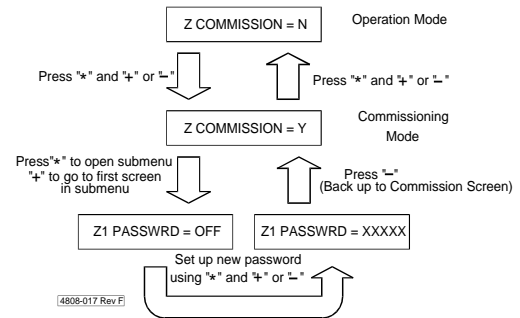 Z COMMISSION = N
Operation Mode
Press "*" and "+" or "–"
Press "*" and "+" or "–"
Z COMMISSION = Y
Commissioning
Mode
Press"*" to open submenu
"+" to go to first screen
in submenu
Press "–"
(Back up to Commission Screen)
Z1 PASSWRD = OFF
Z1 PASSWRD = XXXXX
Set up new password
using "*" and "+" or "–"
4808-017 Rev F